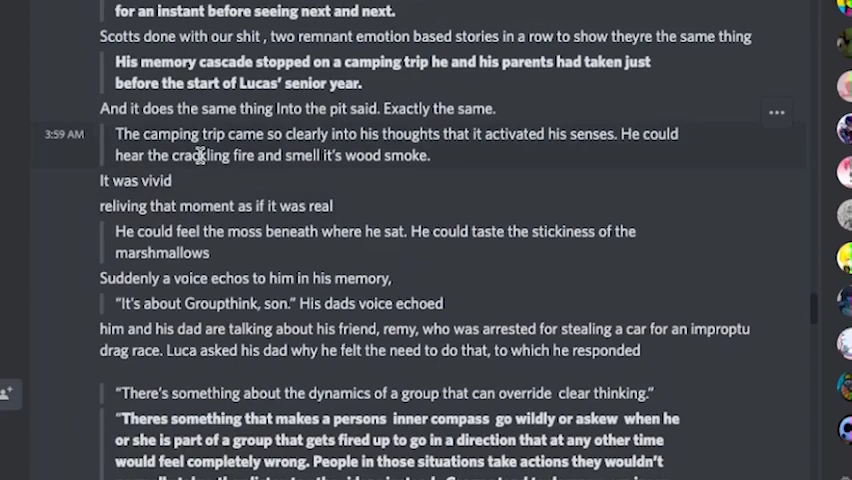 for an instant before seeing next and next.
Scotts done with our shit , two remnant emotion based stories in a row to show theyre the same thing
His memory cascade stopped on a camping trip he and his parents had taken just
before the start of Lucas' senior year.
And it does the same thing Into the pit said. Exactly the same.
3:59 AM The camping trip came so clearly into his thoughts that it activated his senses. He could
hear the crackling fire and smell it's wood smoke.
It was vivid
reliving that moment as if it was real
He could feel the moss beneath where he sat. He could taste the stickiness of the
marshmallows
Suddenly a voice echos to him in his memory,
"It's about Groupthink, son." His dads voice echoed
him and his dad are talking about his friend, remy, who was arrested for stealing a car for an improptu
drag race. Luca asked his dad why he felt the need to do that, to which he responded
"There's something about the dynamics of a group that can override clear thinking."
"Theres something that makes a persons inner compass go wildly or askew when he
or she is part of a group that gets fired up to go in a direction that at any other time
would feel completely wrong. People in those situations take actions they wouldn't